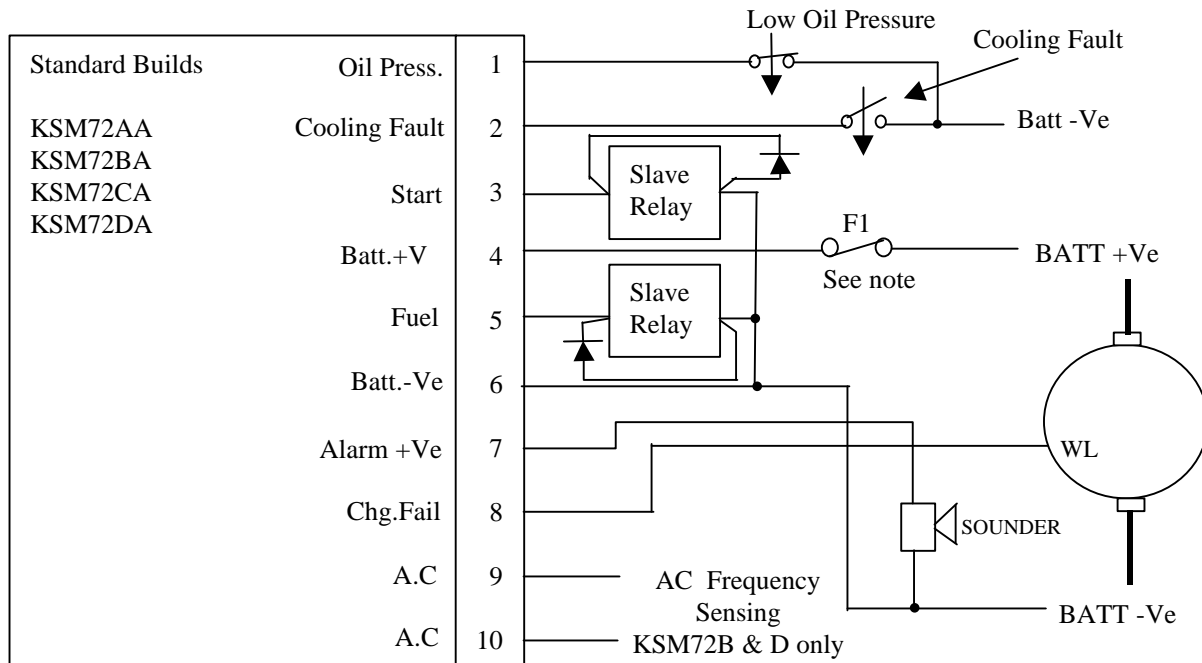 Low Oil Pressure
Cooling Fault
Standard Builds
KSM72AA
KSM72BA
KSM72CA
KSM72DA
Oil Press. 1
Cooling Fault 2
Batt -Ve
Start 3
Slave
Relay
Batt.+V 4
F1
See note
BATT +Ve
Fuel 5
Slave
Relay
Batt.-Ve 6
Alarm +Ve 7
WL
Chg.Fail 8
SOUNDER
A.C 9
AC Frequency
Sensing
KSM72B & D only
A.C 10
BATT -Ve